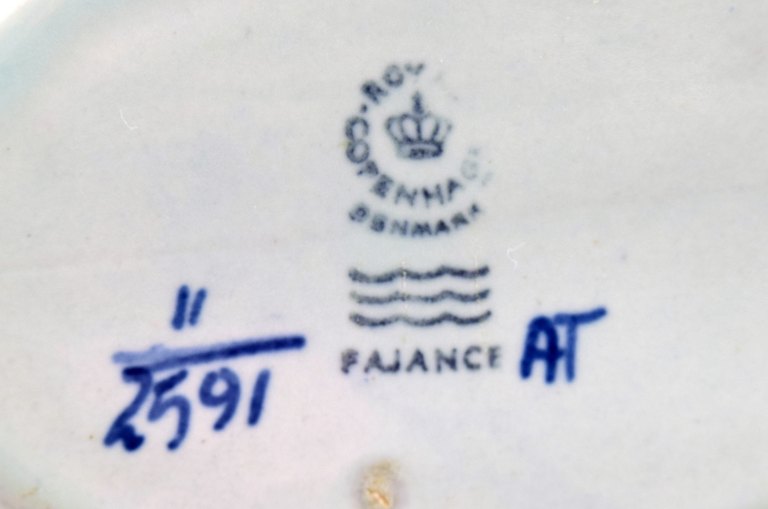 ROY
COPENHAG
DENMARK
FAJANCE
11
2591
AT